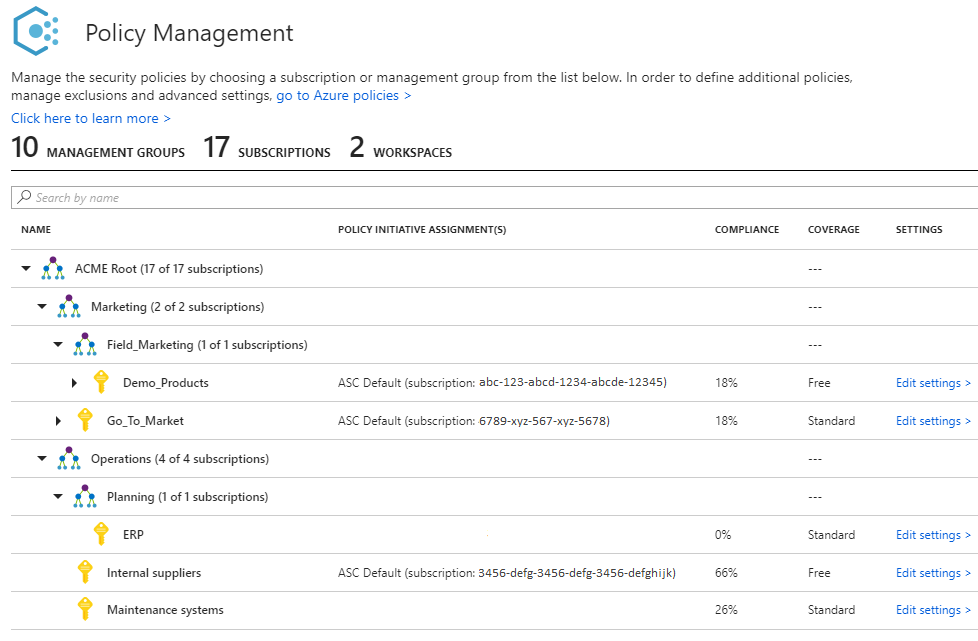 Policy Management
Manage the security policies by choosing a subscription or management group from the list below. In order to define additional policies,
manage exclusions and advanced settings, go to Azure policies >
Click here to learn more >
10 MANAGEMENT GROUPS 17 SUBSCRIPTIONS 2 WORKSPACES
Search by name
NAME POLICY INITIATIVE ASSIGNMENT(S) COMPLIANCE COVERAGE SETTINGS
ACME Root (17 of 17 subscriptions) ---
Marketing (2 of 2 subscriptions) ---
Field_Marketing (1 of 1 subscriptions) ---
Demo_Products ASC Default (subscription: abc-123-abcd-1234-abcde-12345) 18% Free Edit settings >
Go_To_Market ASC Default (subscription: 6789-xyz-567-xyz-5678) 18% Standard Edit settings >
Operations (4 of 4 subscriptions) ---
Planning (1 of 1 subscriptions) ---
ERP 0% Standard Edit settings >
Internal suppliers ASC Default (subscription: 3456-defg-3456-defg-3456-defghijk) 66% Free Edit settings >
Maintenance systems 26% Standard Edit settings >